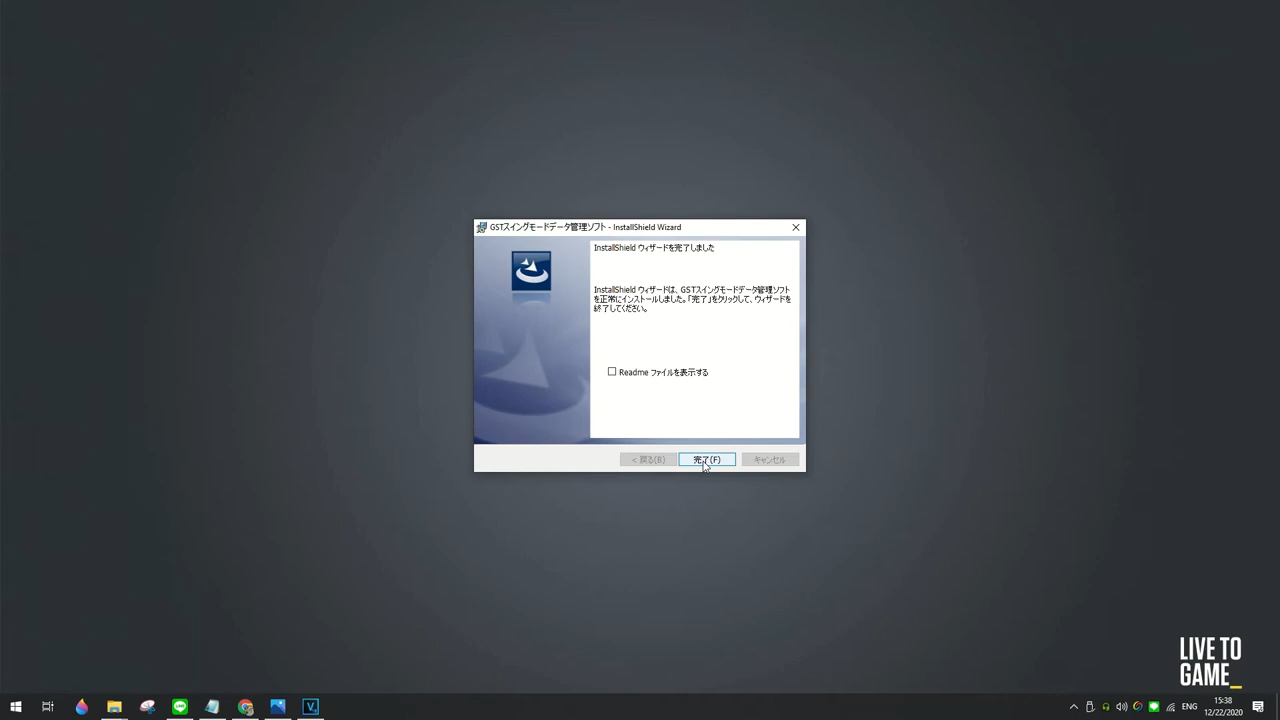 GSTスイングモードデータ管理ソフト - InstallShield Wizard
InstallShield ウィザードを完了しました
InstallShield ウィザードは、GSTスイングモードデータ管理ソフト
を正常にインストールしました。「完了」をクリックして、ウィザードを
終了してください。
Readme ファイルを表示する
< 戻る(B)
完了(F)
キャンセル
LIVE TO
GAME_
LINE
V
ENG
15:38
12/22/2020